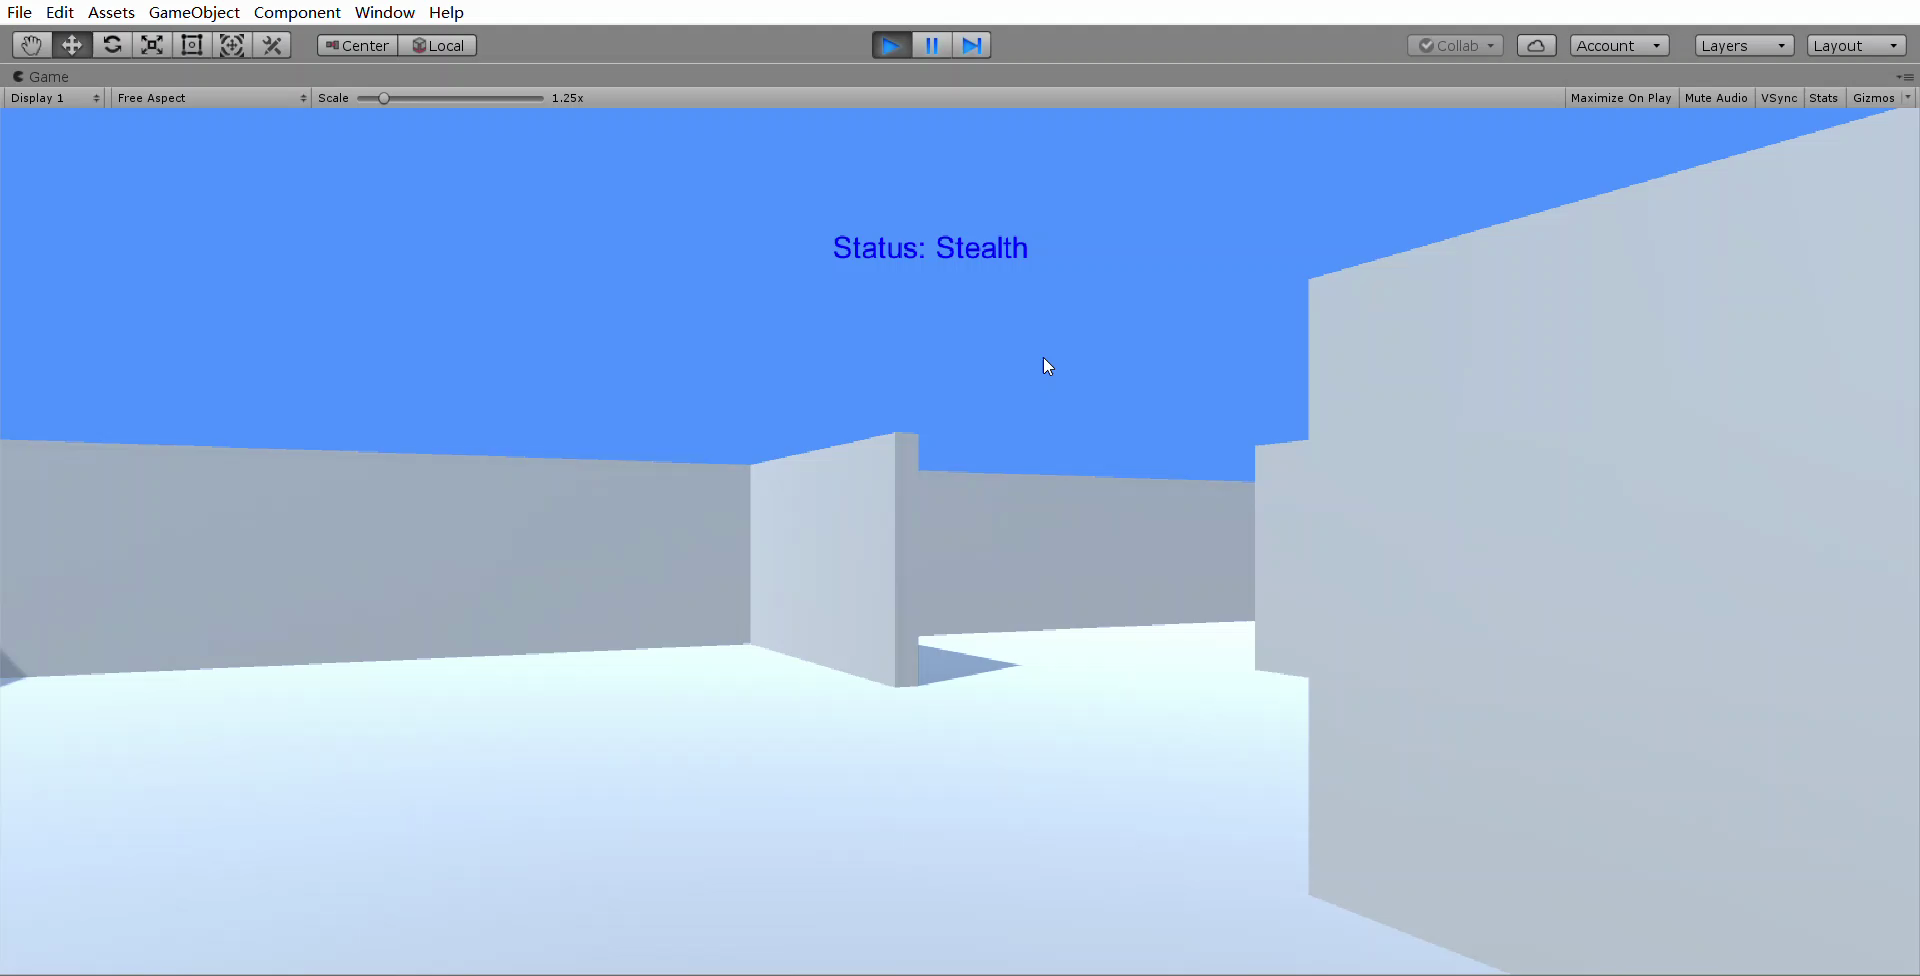 File Edit Assets GameObject Component Window Help
Center Local Collab Account Layers Layout
Game
Display 1 Free Aspect Scale 1.25x Maximize On Play Mute Audio VSync Stats Gizmos
Status: Stealth